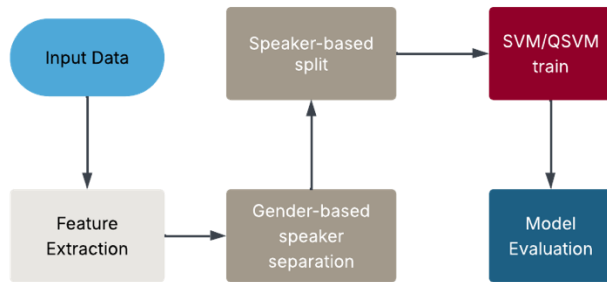 Input Data
Feature
Extraction
Gender-based
speaker
separation
Speaker-based
split
SVM/QSVM
train
Model
Evaluation